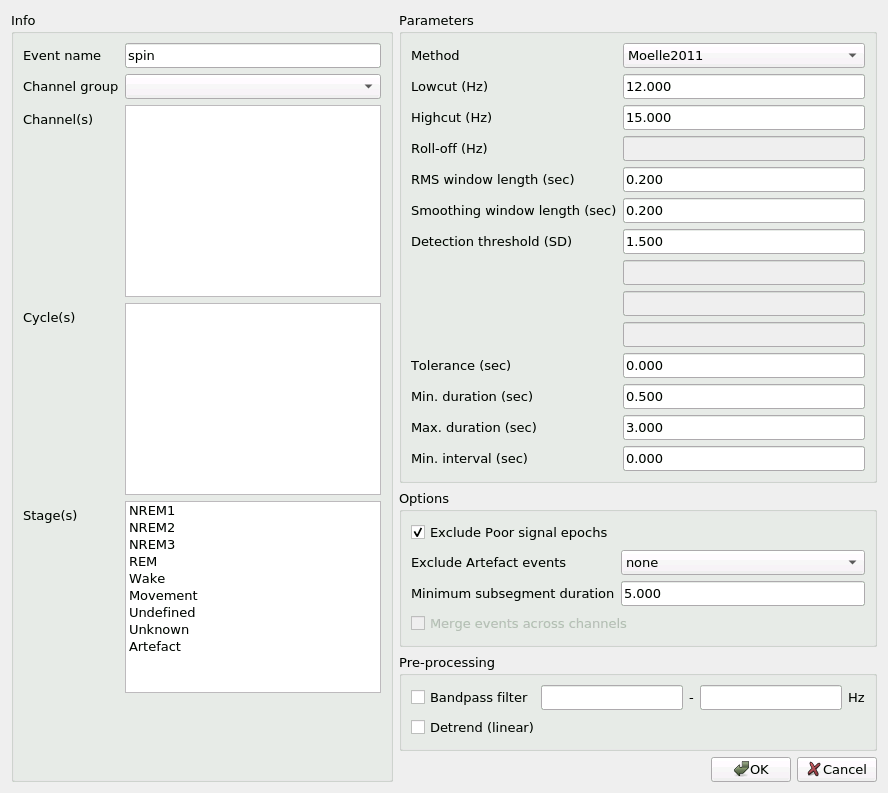 Info
Event name spin
Channel group
Channel(s)
Cycle(s)
Stage(s)
NREM1
NREM2
NREM3
REM
Wake
Movement
Undefined
Unknown
Artefact
Parameters
Method Moelle2011
Lowcut (Hz) 12.000
Highcut (Hz) 15.000
Roll-off (Hz)
RMS window length (sec) 0.200
Smoothing window length (sec) 0.200
Detection threshold (SD) 1.500
Tolerance (sec) 0.000
Min. duration (sec) 0.500
Max. duration (sec) 3.000
Min. interval (sec) 0.000
Options
Exclude Poor signal epochs
Exclude Artefact events none
Minimum subsegment duration 5.000
Merge events across channels
Pre-processing
Bandpass filter - Hz
Detrend (linear)
OK Cancel